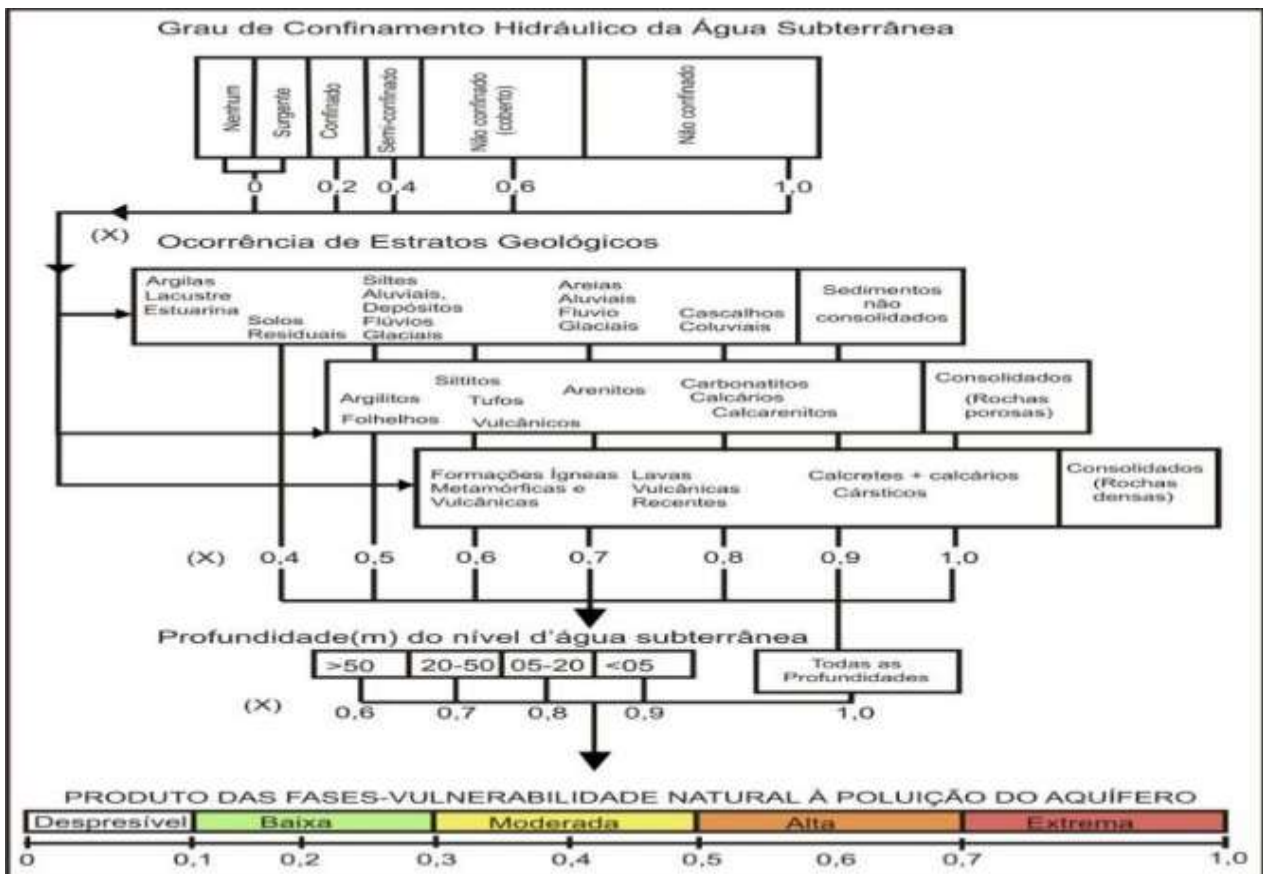 Grau de Confinamento Hidráulico da Água Subterrânea
Nenhum
Surgente
Confinado
Semi-confinado
Não confinado
(coberto)
Não confinado
0 0,2 0,4 0,6 1,0
(X)
Ocorrência de Estratos Geológicos
Argilas
Lacustre
Estuarina
Solos
Residuais
Siltes
Aluviais,
Depósitos
Flúvios
Glaciais
Areias
Aluviais
Fluvio
Glaciais
Cascalhos
Coluviais
Sedimentos
não
consolidados
Argilitos
Folhelhos
Siltitos
Tufos
Vulcânicos
Arenitos
Carbonatitos
Calcários
Calcarenitos
Consolidados
(Rochas
porosas)
Formações Ígneas
Metamórficas e
Vulcânicas
Lavas
Vulcânicas
Recentes
Calcretes + calcários
Cársticos
Consolidados
(Rochas
densas)
(X) 0,4 0,5 0,6 0,7 0,8 0,9 1,0
Profundidade(m) do nível d'água subterrânea
>50 20-50 05-20 <05
Todas as
Profundidades
(X) 0,6 0,7 0,8 0,9 1,0
PRODUTO DAS FASES-VULNERABILIDADE NATURAL À POLUIÇÃO DO AQUÍFERO
Despresível Baixa Moderada Alta Extrema
0 0,1 0,2 0,3 0,4 0,5 0,6 0,7 1,0